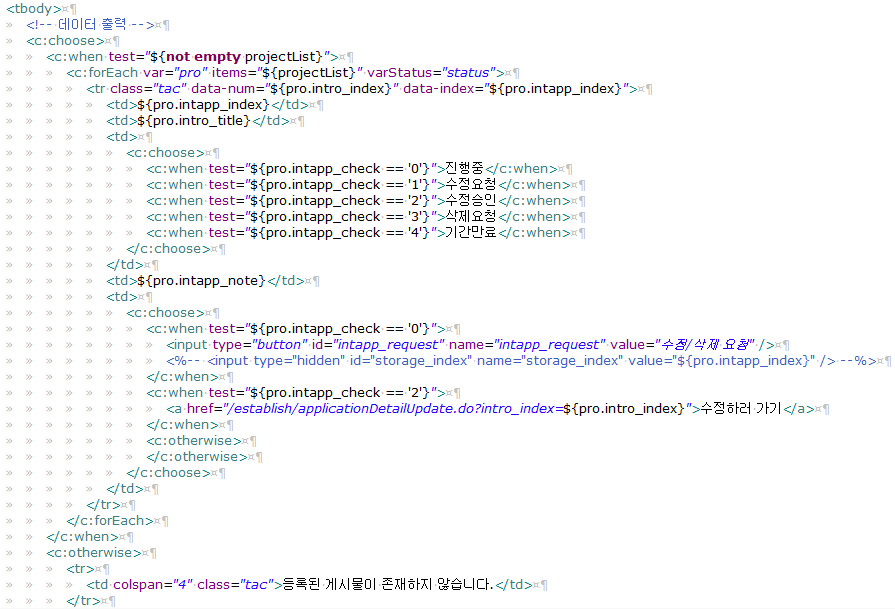 <tbody>
<!-- 데이터 출력 -->
<c:choose>
<c:when test="${not empty projectList}">
<c:forEach var="pro" items="${projectList}" varStatus="status">
<tr class="tac" data-num="${pro.intro_index}" data-index="${pro.intapp_index}">
<td>${pro.intapp_index}</td>
<td>${pro.intro_title}</td>
<td>
<c:choose>
<c:when test="${pro.intapp_check == '0'}">진행중</c:when>
<c:when test="${pro.intapp_check == '1'}">수정요청</c:when>
<c:when test="${pro.intapp_check == '2'}">수정승인</c:when>
<c:when test="${pro.intapp_check == '3'}">삭제요청</c:when>
<c:when test="${pro.intapp_check == '4'}">기간만료</c:when>
</c:choose>
</td>
<td>${pro.intapp_note}</td>
<td>
<c:choose>
<c:when test="${pro.intapp_check == '0'}">
<input type="button" id="intapp_request" name="intapp_request" value="수정/삭제 요청" />
<%-- <input type="hidden" id="storage_index" name="storage_index" value="${pro.intapp_index}" /> --%>
</c:when>
<c:when test="${pro.intapp_check == '2'}">
<a href="/establish/applicationDetailUpdate.do?intro_index=${pro.intro_index}">수정하러 가기</a>
</c:when>
<c:otherwise>
</c:otherwise>
</c:choose>
</td>
</tr>
</c:forEach>
</c:when>
<c:otherwise>
<tr>
<td colspan="4" class="tac">등록된 게시물이 존재하지 않습니다.</td>
</tr>